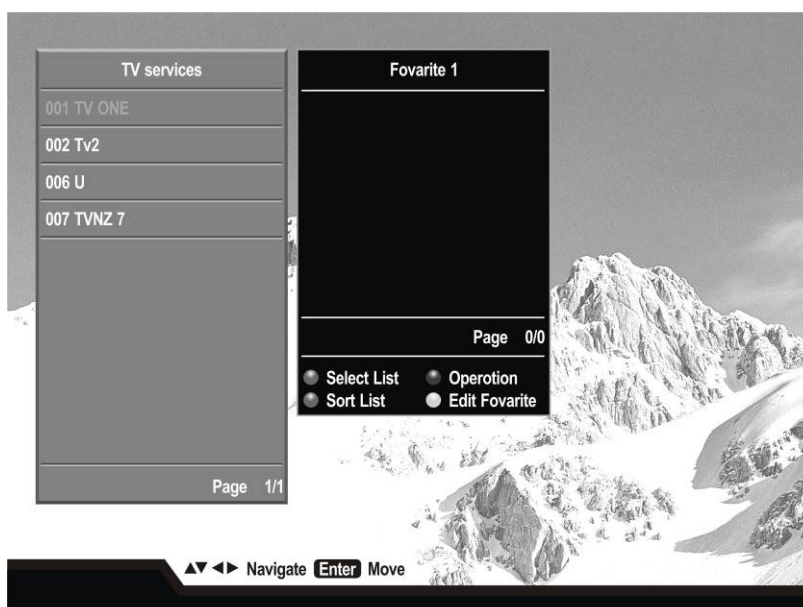 TV services
001 TV ONE
002 Tv2
006 U
007 TVNZ 7
Page 1/1
Fovarite 1
Page 0/0
Select List Operotion
Sort List Edit Fovarite
Navigate Enter Move